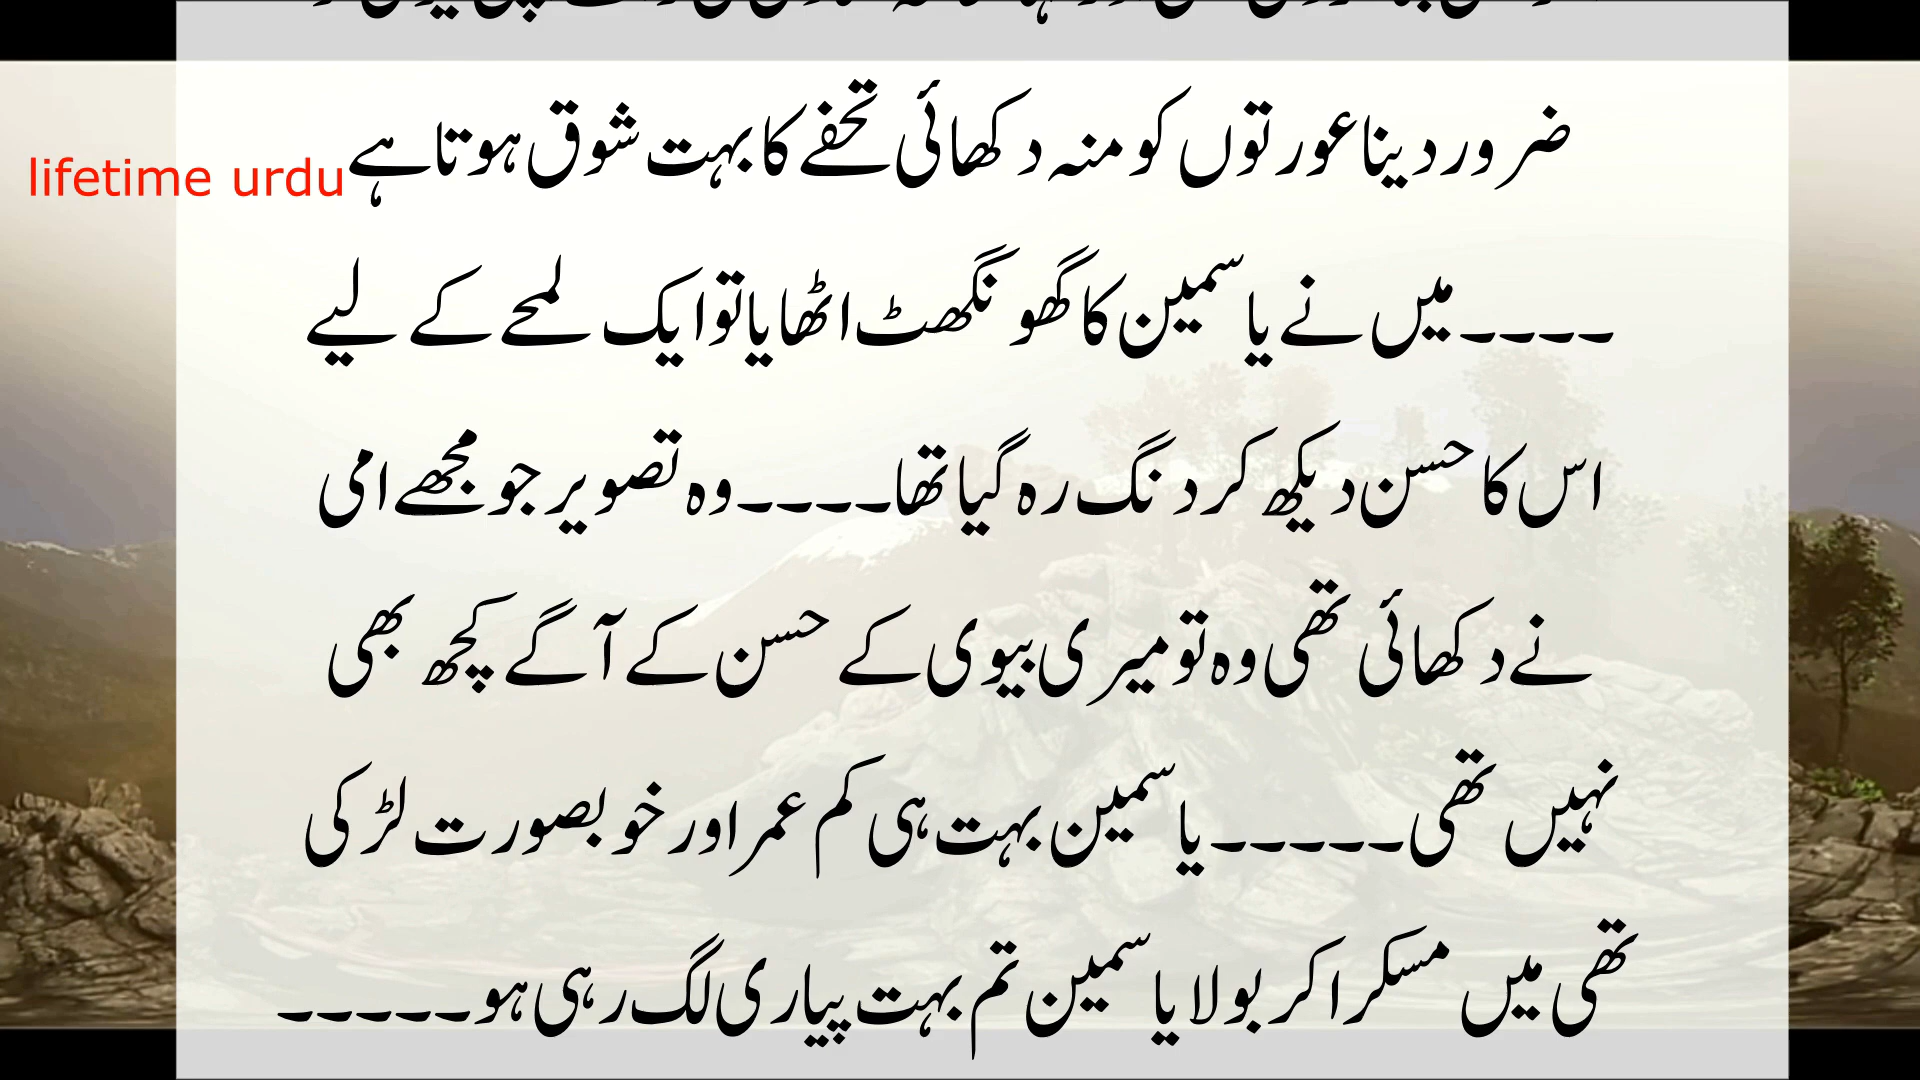 ضرور دینا عورتوں کو منہ دکھائی تحفے کا بہت شوق ہوتا ہے
lifetime urdu
۔۔۔۔میں نے یاسمین کا گھونگھٹ اٹھایا تو ایک لمحے کے لیے
اس کا حسن دیکھ کر دنگ رہ گیا تھا۔۔۔۔وہ تصویر جو مجھے امی
نے دکھائی تھی وہ تو میری بیوی کے حسن کے آگے کچھ بھی
نہیں تھی۔۔۔۔۔یاسمین بہت ہی کم عمر اور خوبصورت لڑکی
تھی میں مسکرا کر بولا یاسمین تم بہت پیاری لگ رہی ہو۔۔۔۔۔